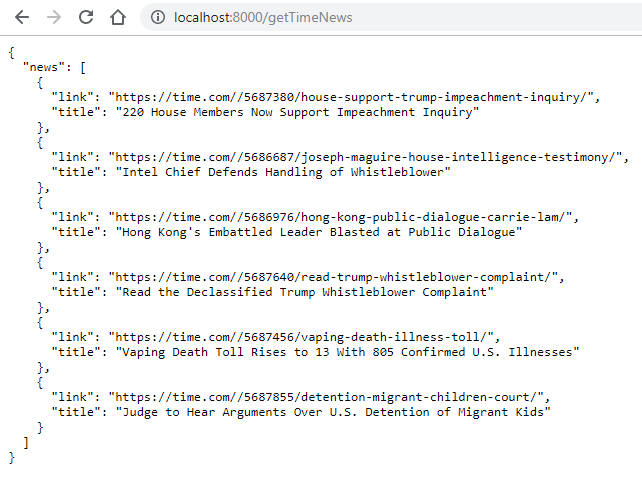 localhost:8000/getTimeNews
{
  "news": [
    {
      "link": "https://time.com//5687380/house-support-trump-impeachment-inquiry/",
      "title": "220 House Members Now Support Impeachment Inquiry"
    },
    {
      "link": "https://time.com//5686687/joseph-maguire-house-intelligence-testimony/",
      "title": "Intel Chief Defends Handling of Whistleblower"
    },
    {
      "link": "https://time.com//5686976/hong-kong-public-dialogue-carrie-lam/",
      "title": "Hong Kong's Embattled Leader Blasted at Public Dialogue"
    },
    {
      "link": "https://time.com//5687640/read-trump-whistleblower-complaint/",
      "title": "Read the Declassified Trump Whistleblower Complaint"
    },
    {
      "link": "https://time.com//5687456/vaping-death-illness-toll/",
      "title": "Vaping Death Toll Rises to 13 With 805 Confirmed U.S. Illnesses"
    },
    {
      "link": "https://time.com//5687855/detention-migrant-children-court/",
      "title": "Judge to Hear Arguments Over U.S. Detention of Migrant Kids"
    }
  ]
}